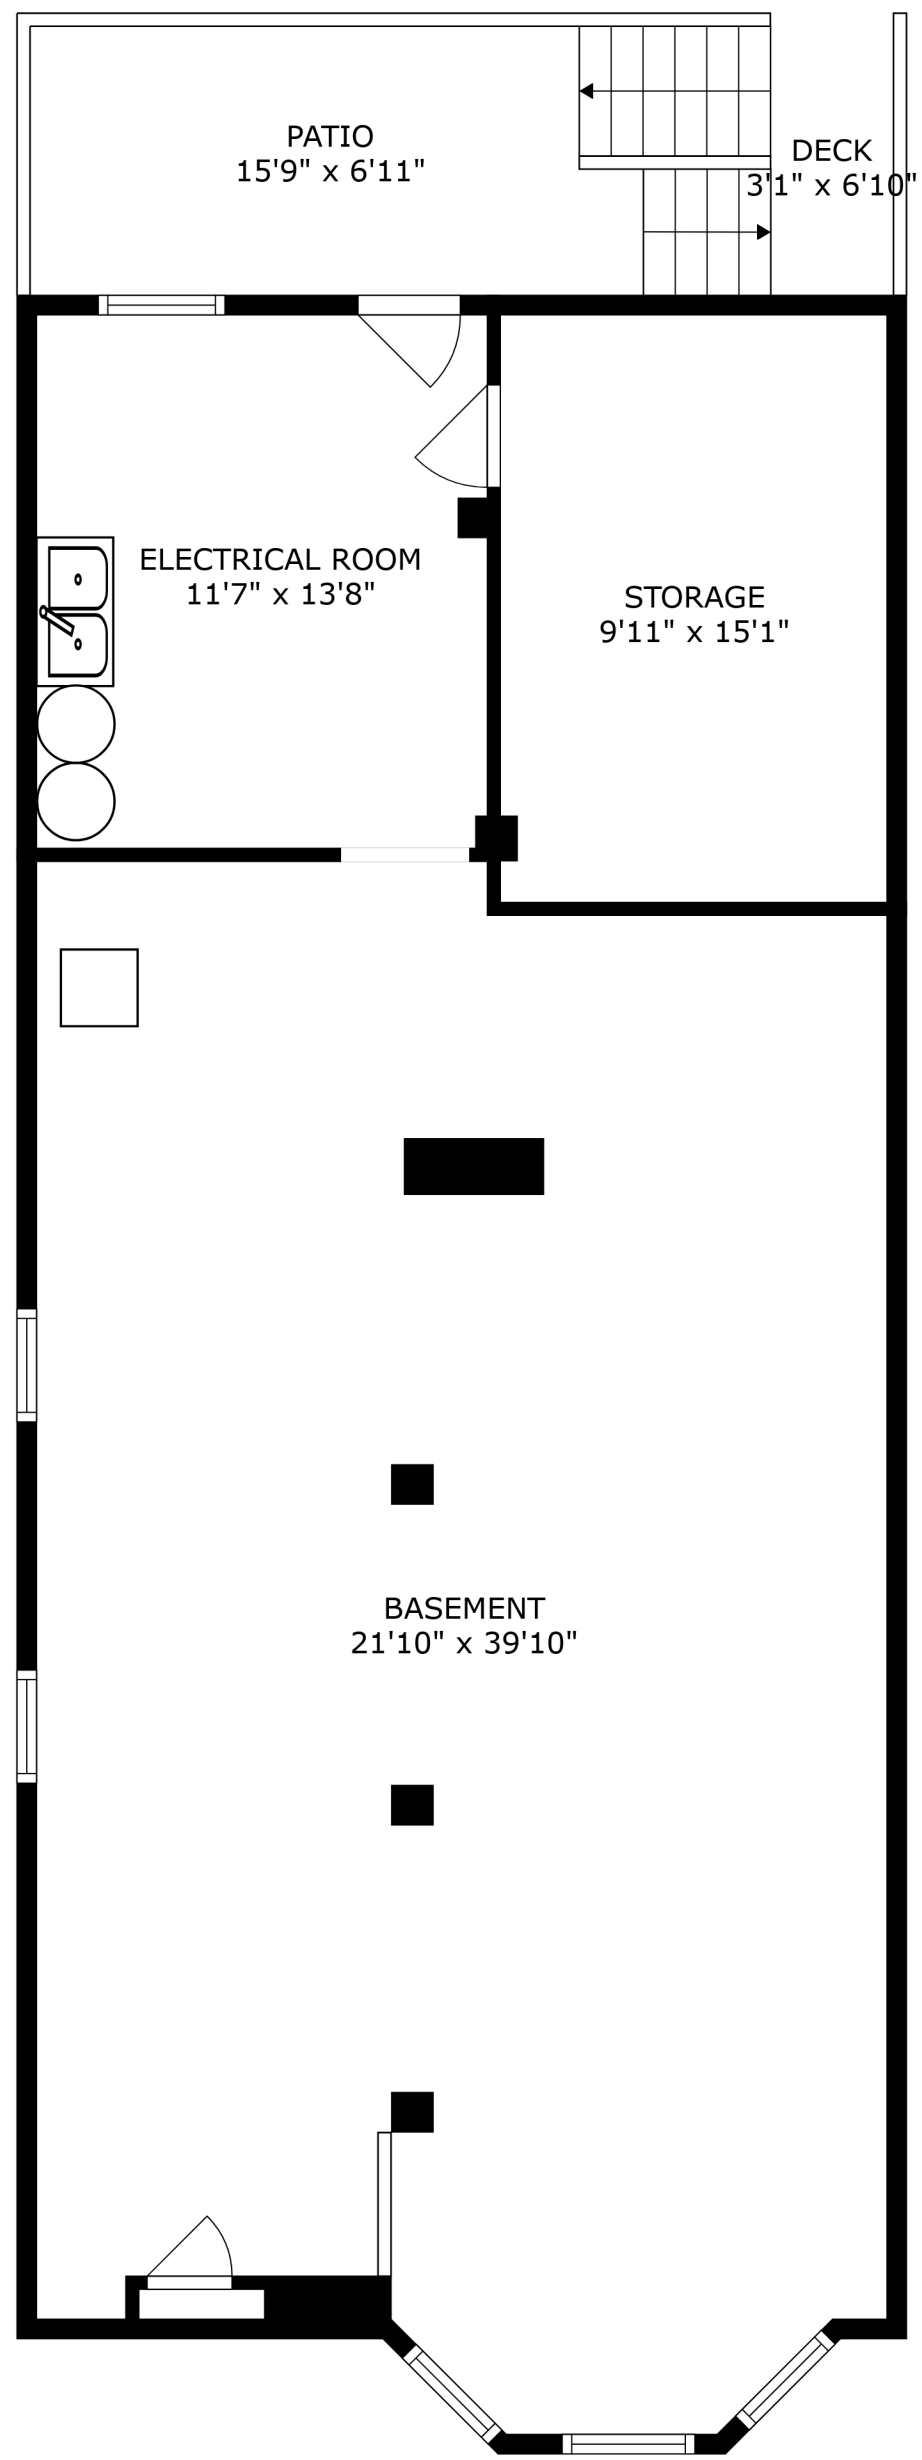 PATIO
15'9" x 6'11"
DECK
3'1" x 6'10"
ELECTRICAL ROOM
11'7" x 13'8"
STORAGE
9'11" x 15'1"
BASEMENT
21'10" x 39'10"